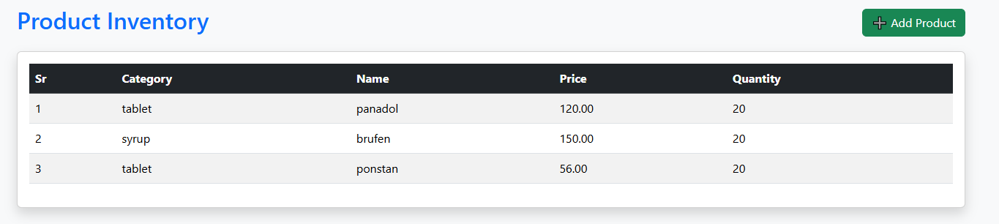 Product Inventory
➕ Add Product
Sr Category Name Price Quantity
1 tablet panadol 120.00 20
2 syrup brufen 150.00 20
3 tablet ponstan 56.00 20